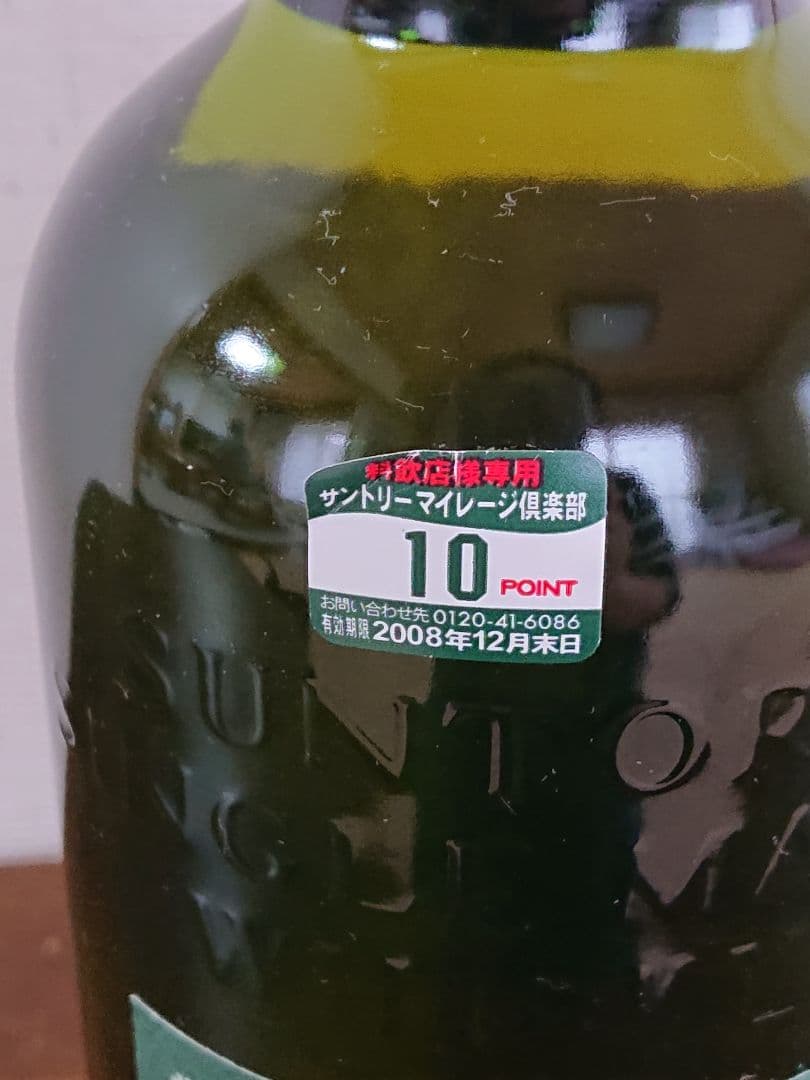 料飲店様専用
サントリーマイレージ倶楽部
10 POINT
お問い合わせ先 0120-41-6086
有効期限 2008年12月末日
SUNTO